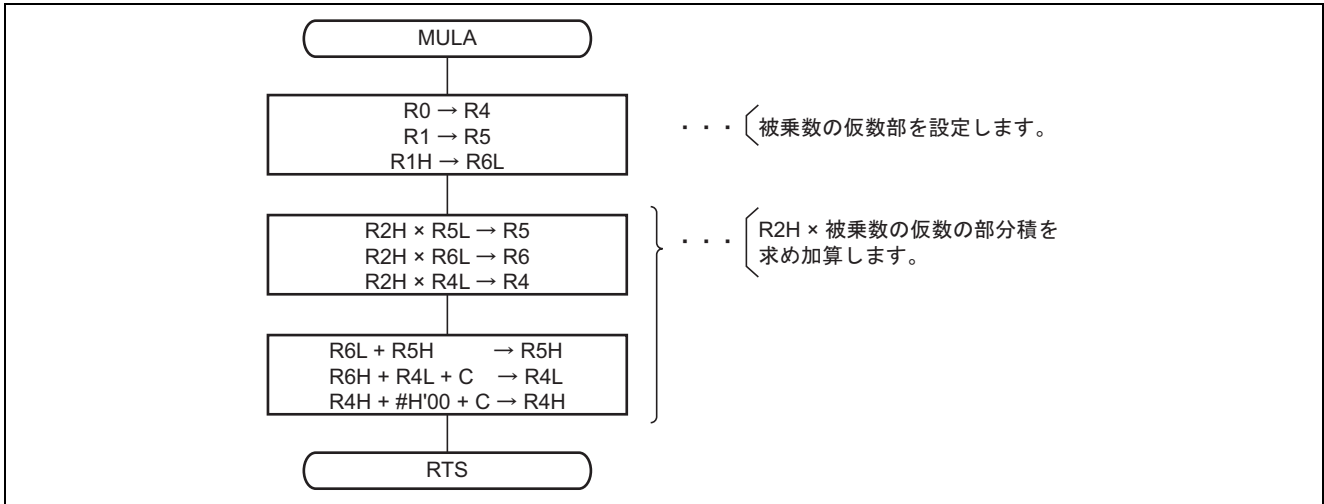 MULA
R0 → R4
R1 → R5
R1H → R6L
・・・ 被乗数の仮数部を設定します。
R2H × R5L → R5
R2H × R6L → R6
R2H × R4L → R4
・・・ R2H × 被乗数の仮数の部分積を
求め加算します。
R6L + R5H → R5H
R6H + R4L + C → R4L
R4H + #H'00 + C → R4H
RTS